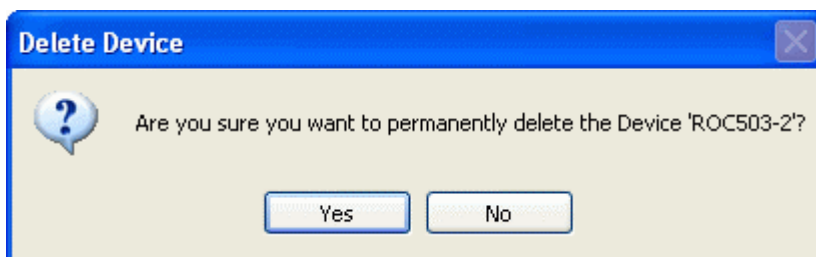 Delete Device
Are you sure you want to permanently delete the Device 'ROC503-2'?
Yes No